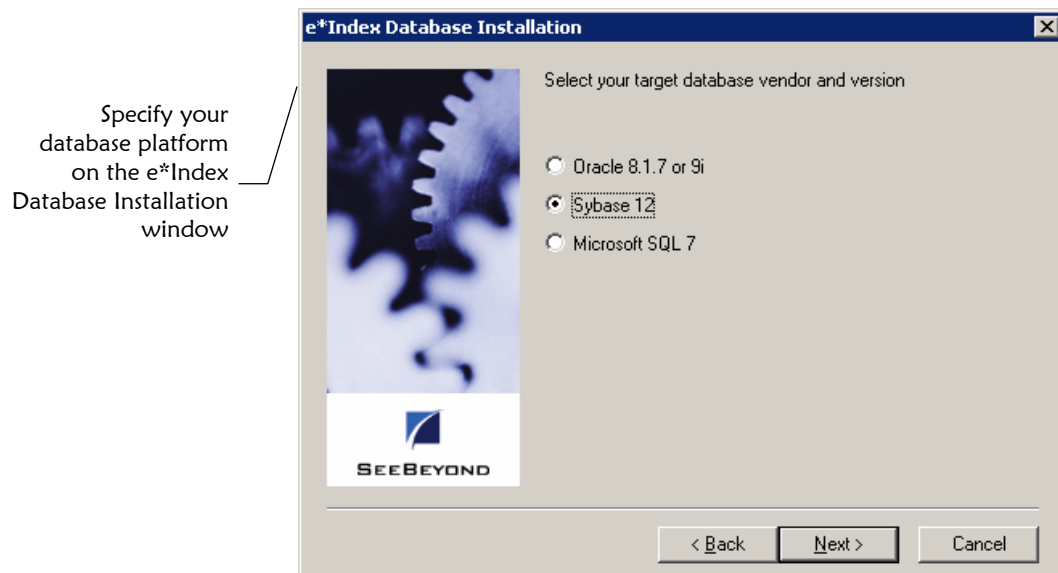 Specify your
database platform
on the e*Index
Database Installation
window
e*Index Database Installation
Select your target database vendor and version
Oracle 8.1.7 or 9i
Sybase 12
Microsoft SQL 7
SEEBEYOND
< Back
Next >
Cancel